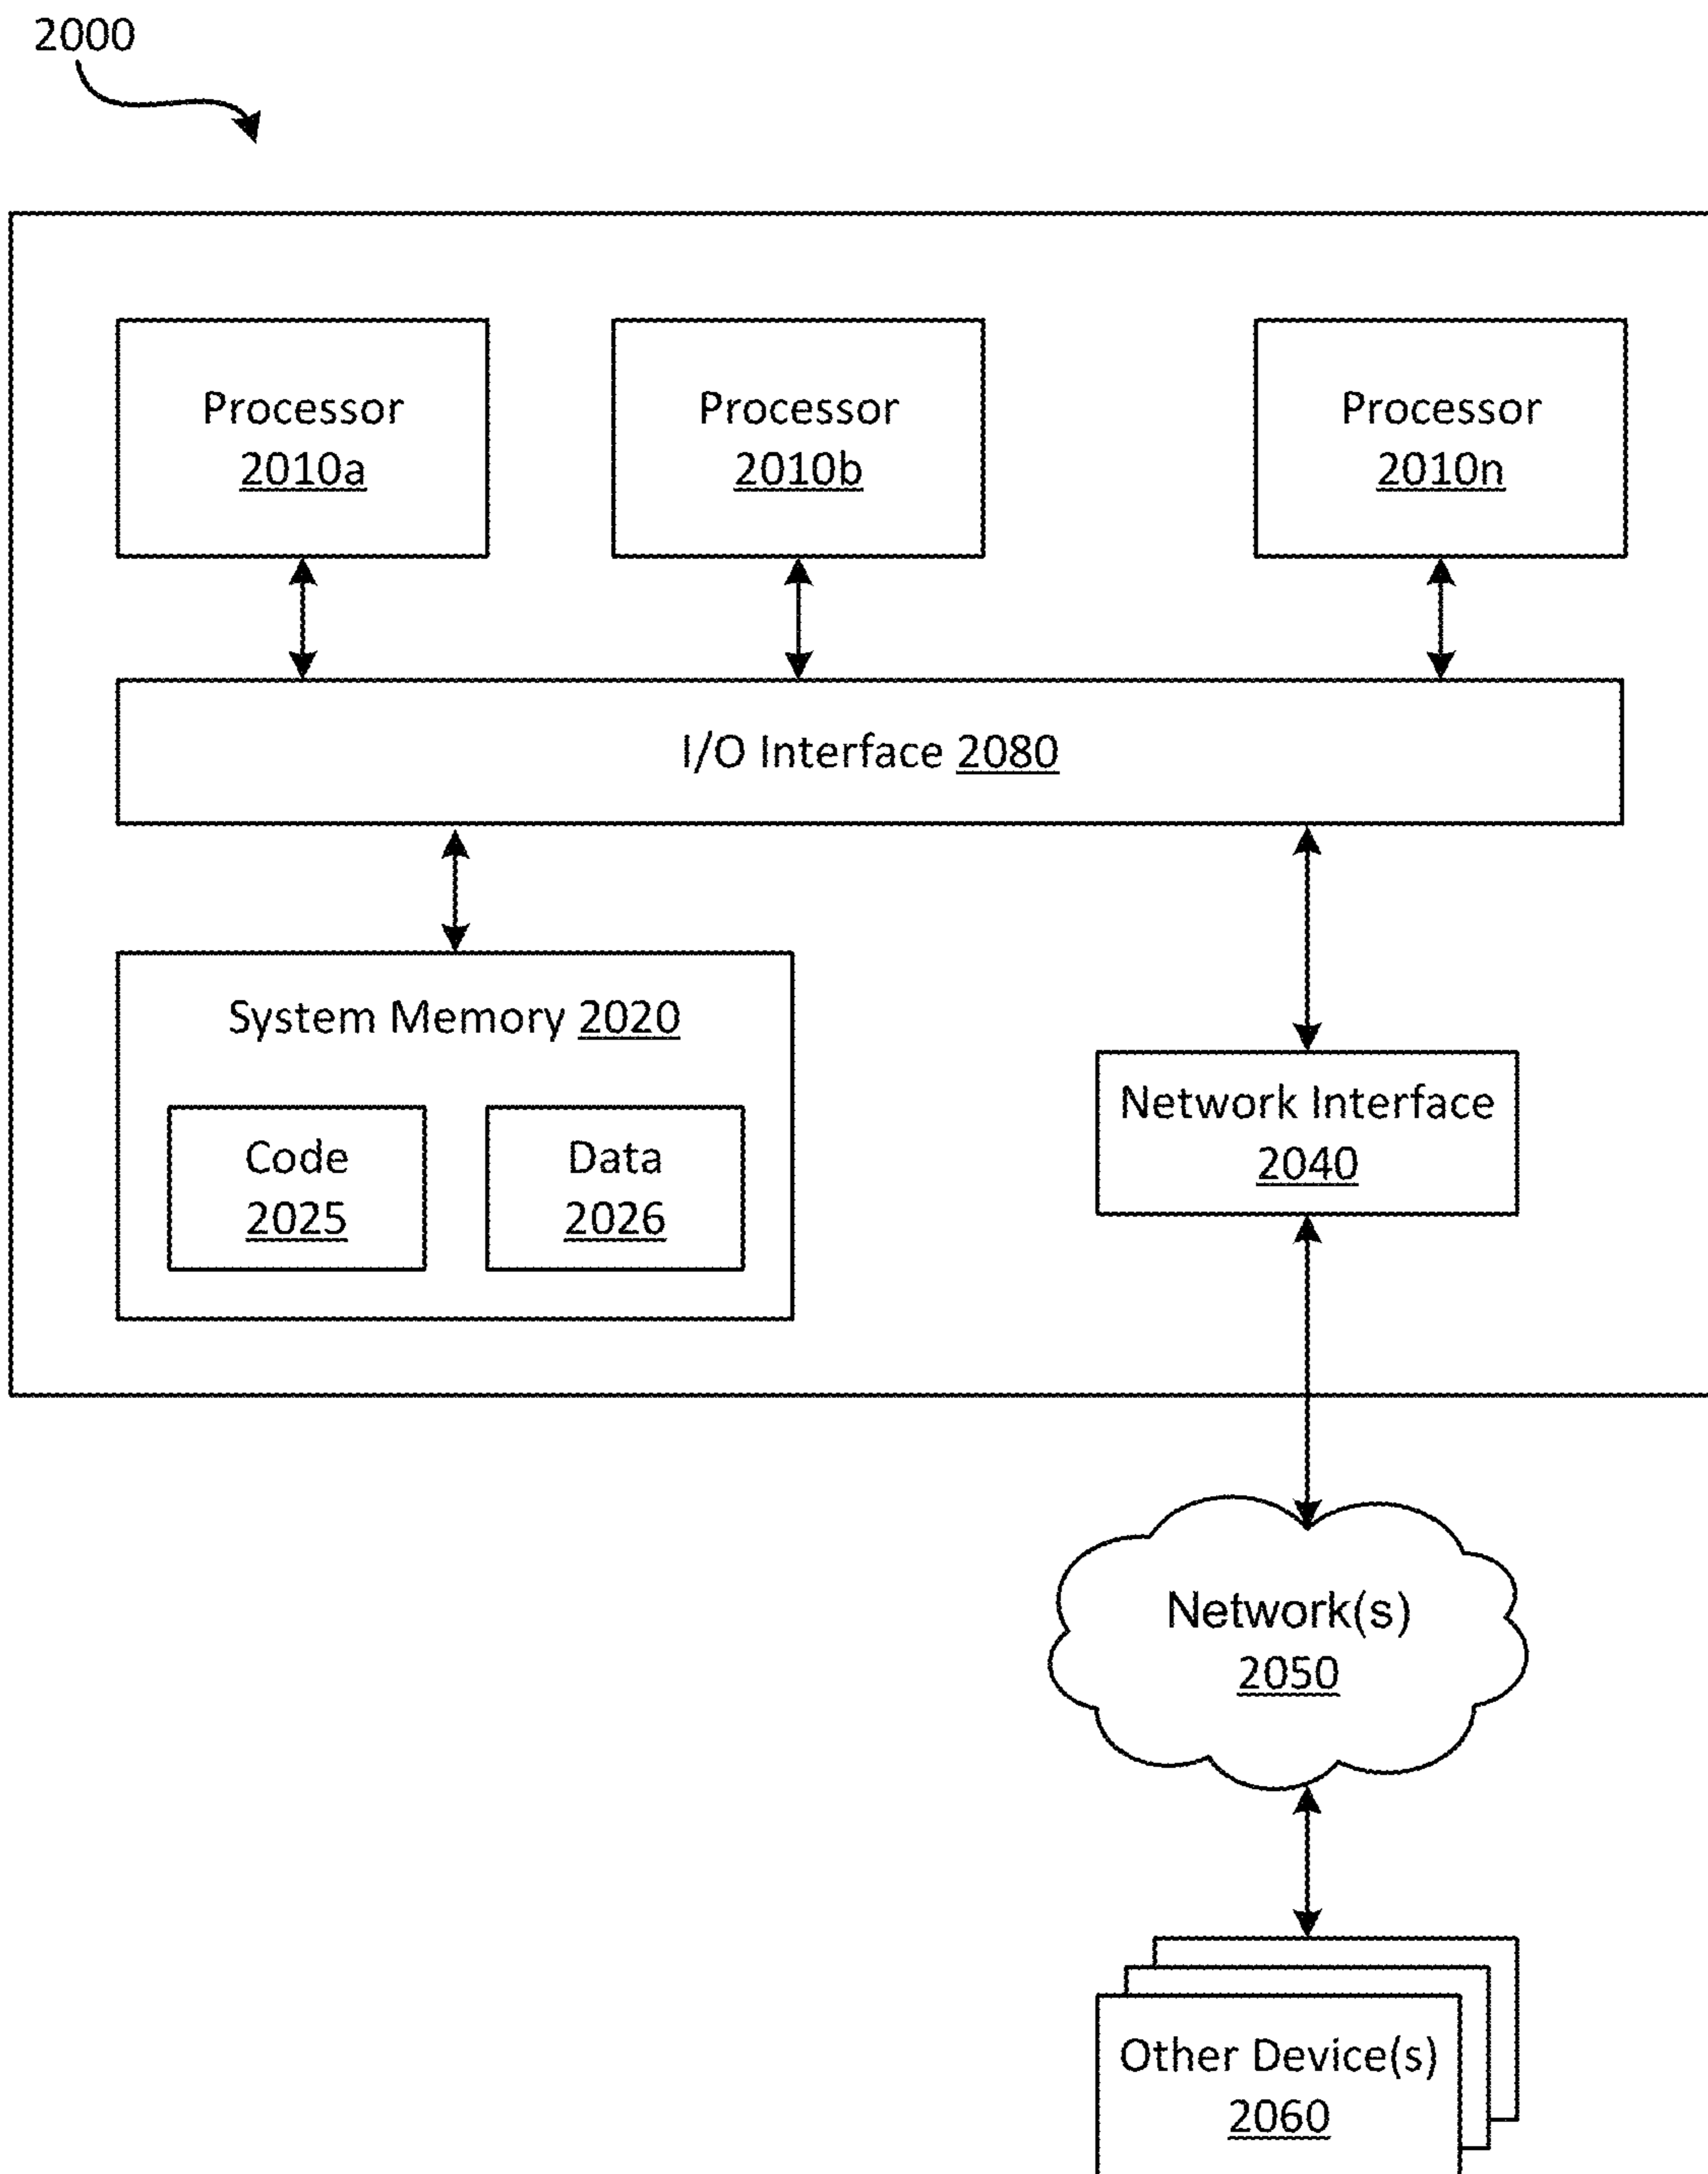 2000
Processor
2010a
Processor
2010b
Processor
2010n
I/O Interface 2080
System Memory 2020
Code
2025
Data
2026
Network Interface
2040
Network(s)
2050
Other Device(s)
2060